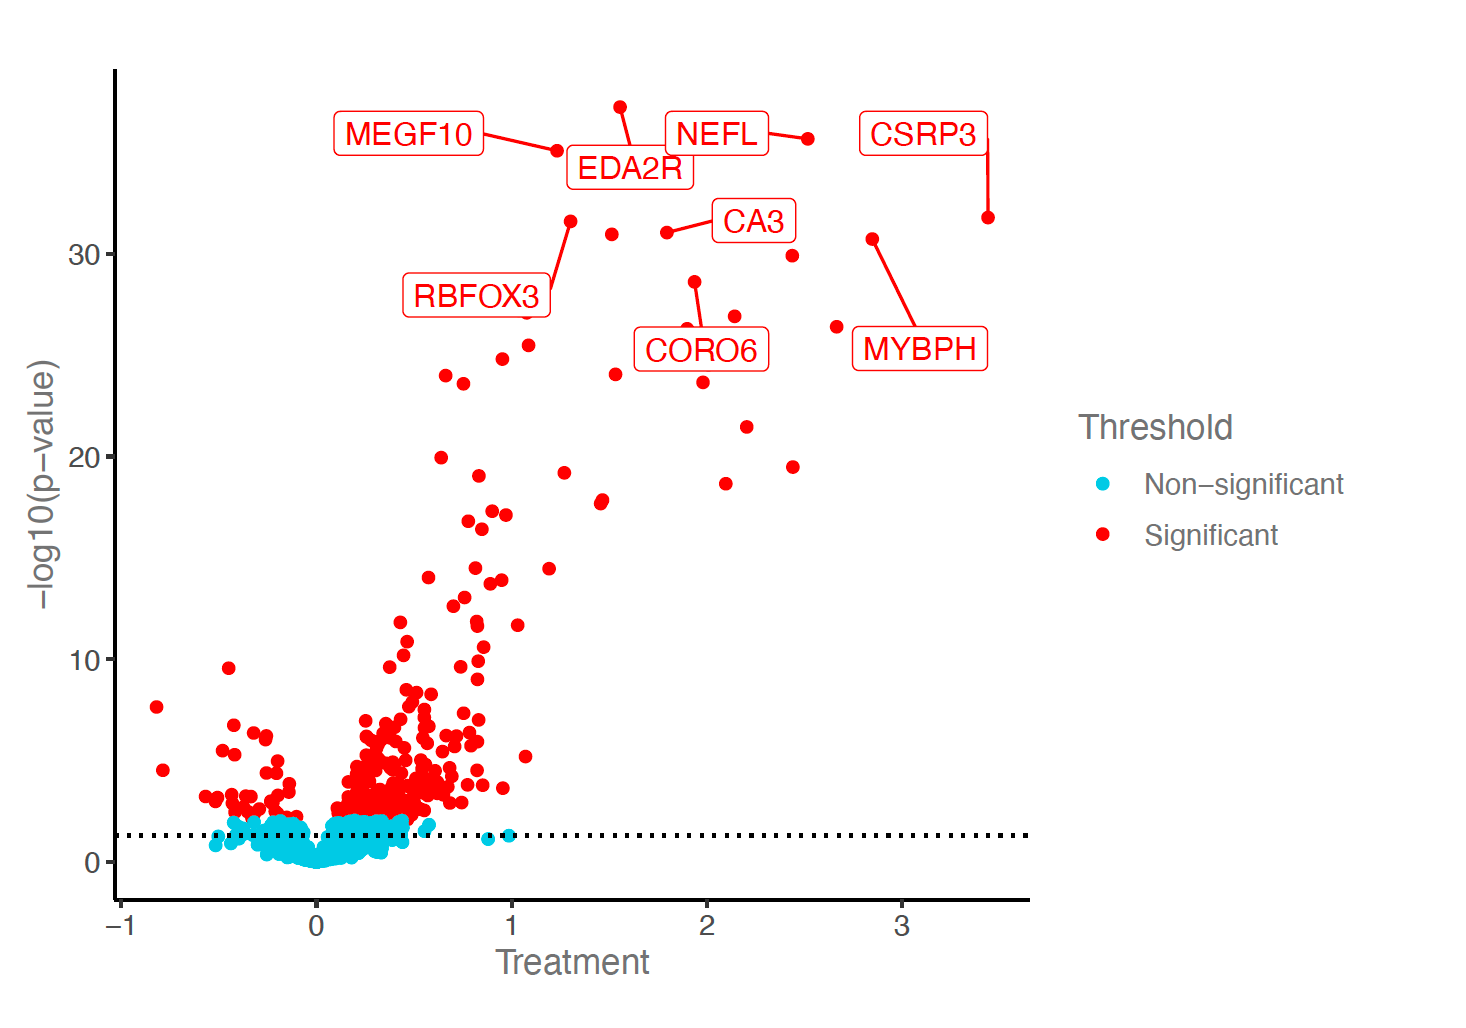 MEGF10
NEFL
CSRP3
EDA2R
CA3
RBFOX3
CORO6
MYBPH
30
20
10
0
−log10(p−value)
−1
0
1
2
3
Treatment
Threshold
Non−significant
Significant